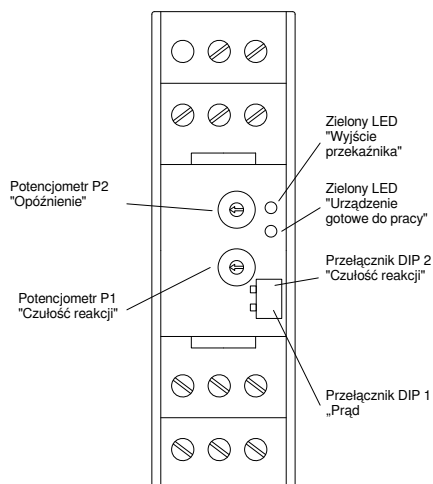 Zielony LED
"Wyjście
przekaźnika"
Potencjometr P2
"Opóźnienie"
Zielony LED
"Urządzenie
gotowe do pracy"
Przełącznik DIP 2
"Czułość reakcji"
Potencjometr P1
"Czułość reakcji"
Przełącznik DIP 1
„Prąd